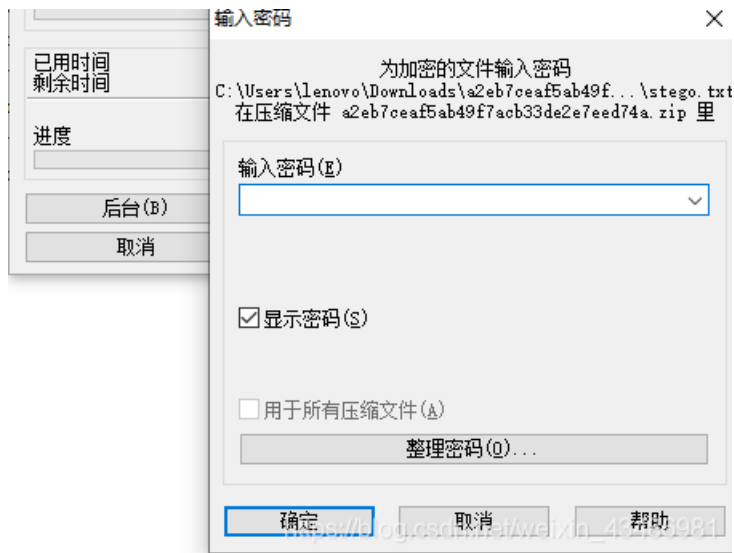 输入密码
已用时间
剩余时间
进度
后台(B)
取消
为加密的文件输入密码
C:\Users\lenovo\Downloads\a2eb7ceaf5ab49f...\stego.txt
在压缩文件 a2eb7ceaf5ab49f7acb33de2e7eed74a.zip 里
输入密码(E)
显示密码(S)
用于所有压缩文件(A)
整理密码(O)...
确定
取消
帮助